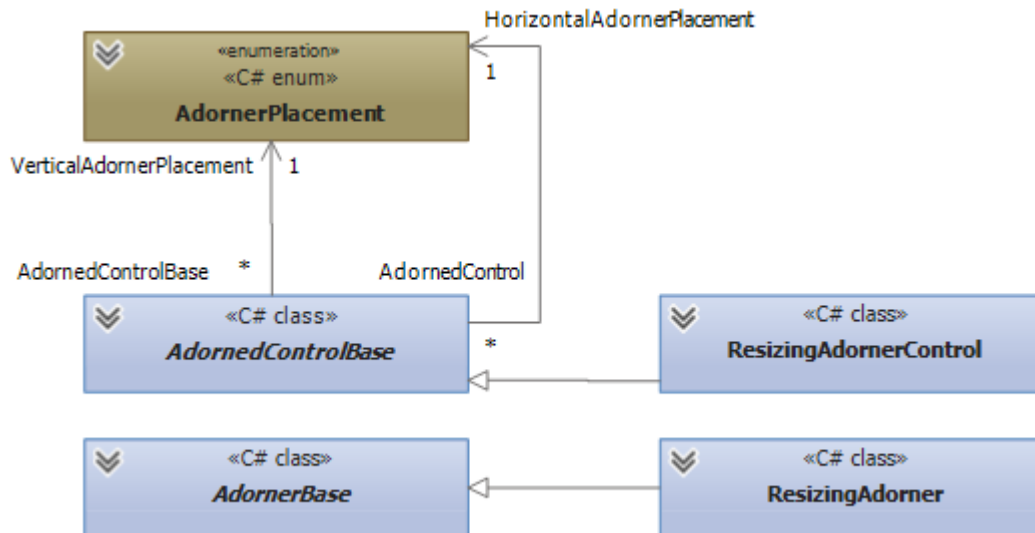 HorizontalAdornerPlacement
1
«enumeration»
«C# enum»
AdornerPlacement
VerticalAdornerPlacement
1
AdornedControlBase
*
AdornedControl
*
«C# class»
AdornedControlBase
«C# class»
ResizingAdornerControl
«C# class»
AdornerBase
«C# class»
ResizingAdorner